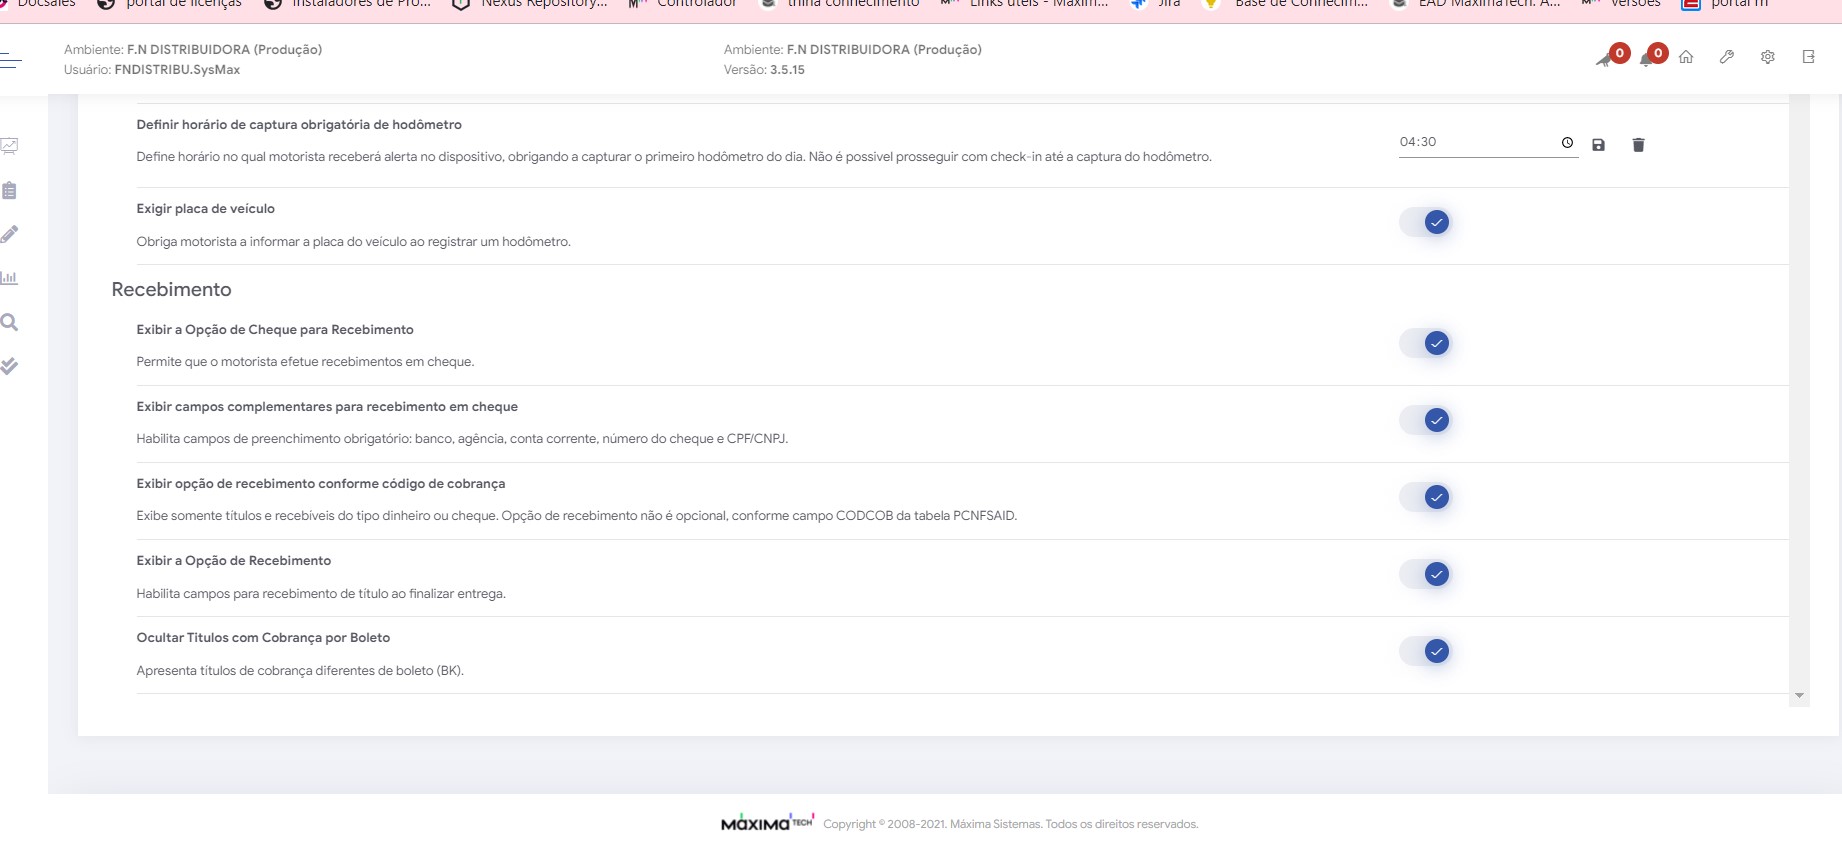 Docsales portal de licenças Instaladores de Pro... Nexus Repository... Controlador thina conhecimento Links úteis - Máxim... Jira Base de Conhecim... EAD MáximaTech. A... Versões portal m
Ambiente: F.N DISTRIBUIDORA (Produção)
Usuário: FNDISTRIBU.SysMax
Ambiente: F.N DISTRIBUIDORA (Produção)
Versão: 3.5.15
0 0
Definir horário de captura obrigatória de hodômetro
Define horário no qual motorista receberá alerta no dispositivo, obrigando a capturar o primeiro hodômetro do dia. Não é possivel prosseguir com check-in até a captura do hodômetro.
04:30
Exigir placa de veículo
Obriga motorista a informar a placa do veículo ao registrar um hodômetro.
Recebimento
Exibir a Opção de Cheque para Recebimento
Permite que o motorista efetue recebimentos em cheque.
Exibir campos complementares para recebimento em cheque
Habilita campos de preenchimento obrigatório: banco, agência, conta corrente, número do cheque e CPF/CNPJ.
Exibir opção de recebimento conforme código de cobrança
Exibe somente títulos e recebíveis do tipo dinheiro ou cheque. Opção de recebimento não é opcional, conforme campo CODCOB da tabela PCNFSAID.
Exibir a Opção de Recebimento
Habilita campos para recebimento de título ao finalizar entrega.
Ocultar Titulos com Cobrança por Boleto
Apresenta títulos de cobrança diferentes de boleto (BK).
MÁXIMA TECH Copyright © 2008-2021. Máxima Sistemas. Todos os direitos reservados.